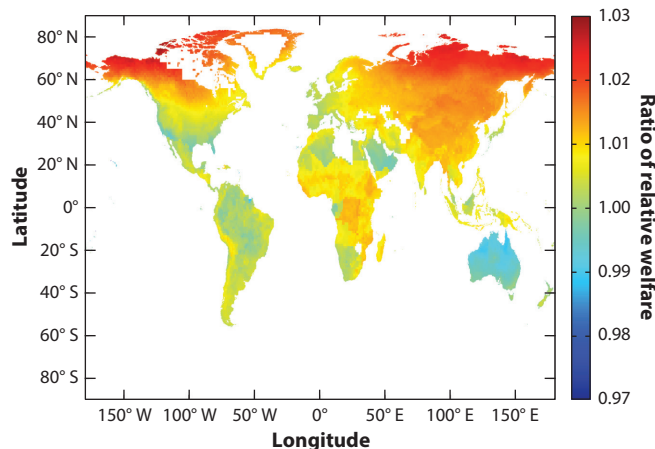 80° N
60° N
40° N
20° N
0°
20° S
40° S
60° S
80° S
Latitude
150° W
100° W
50° W
0°
50° E
100° E
150° E
Longitude
1.03
1.02
1.01
1.00
0.99
0.98
0.97
Ratio of relative welfare